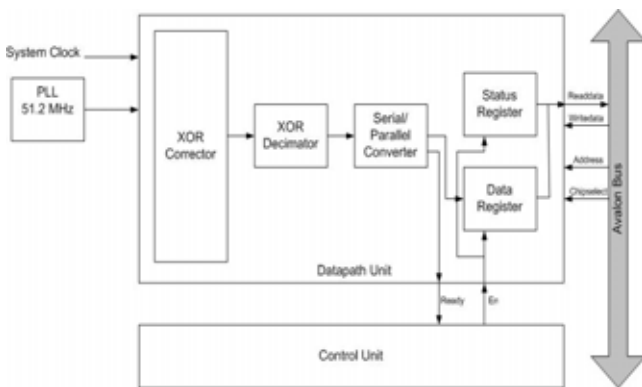 System Clock
PLL
51.2 MHz
XOR
Corrector
XOR
Decimator
Serial/
Parallel
Converter
Status
Register
Data
Register
Readdata
Writedata
Address
Chipselect
Avalon Bus
Datapath Unit
Ready
En
Control Unit